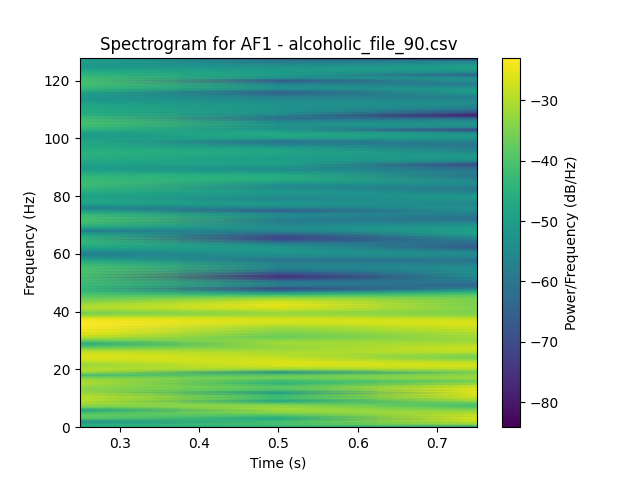 Spectrogram for AF1 - alcoholic_file_90.csv
120
100
80
60
40
20
0
Frequency (Hz)
0.3 0.4 0.5 0.6 0.7
Time (s)
−30
−40
−50
−60
−70
−80
Power/Frequency (dB/Hz)